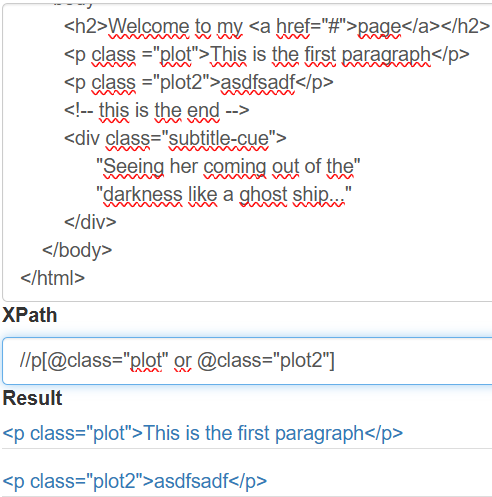 body
<h2>Welcome to my <a href="#">page</a></h2>
<p class ="plot">This is the first paragraph</p>
<p class ="plot2">asdfsadf</p>
<!-- this is the end -->
<div class="subtitle-cue">
"Seeing her coming out of the"
"darkness like a ghost ship..."
</div>
</body>
</html>
XPath
//p[@class="plot" or @class="plot2"]
Result
<p class="plot">This is the first paragraph</p>
<p class="plot2">asdfsadf</p>